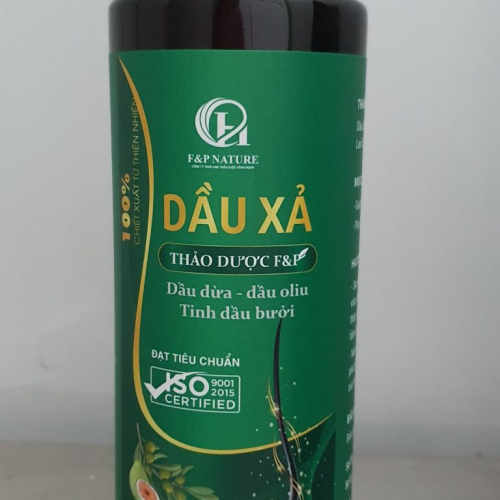 F&P NATURE
DẦU XẢ
THẢO DƯỢC F&P
Dầu dừa - đầu oliu
Tinh dầu bưởi
ĐẠT TIÊU CHUẨN
ISO 9001
2015
CERTIFIED
100%
CHIẾT XUẤT TỪ THIÊN NHIÊN